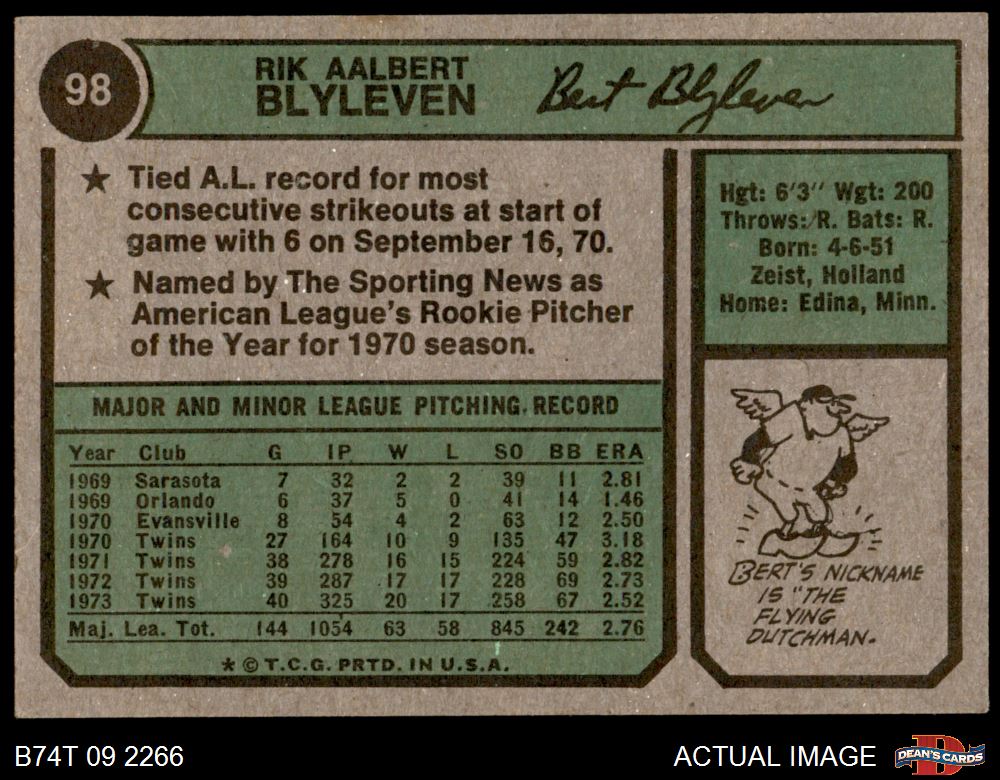 98
RIK AALBERT
BLYLEVEN
Bert Blyleven
★ Tied A.L. record for most
consecutive strikeouts at start of
game with 6 on September 16, 70.
★ Named by The Sporting News as
American League's Rookie Pitcher
of the Year for 1970 season.
Hgt: 6'3" Wgt: 200
Throws: R. Bats: R.
Born: 4-6-51
Zeist, Holland
Home: Edina, Minn.
MAJOR AND MINOR LEAGUE PITCHING RECORD
Year Club G IP W L SO BB ERA
1969 Sarasota 7 32 2 2 39 11 2.81
1969 Orlando 6 37 5 0 41 14 1.46
1970 Evansville 8 54 4 2 63 12 2.50
1970 Twins 27 164 10 9 135 47 3.18
1971 Twins 38 278 16 15 224 59 2.82
1972 Twins 39 287 17 17 228 69 2.73
1973 Twins 40 325 20 17 258 67 2.52
Maj. Lea. Tot. 144 1054 63 58 845 242 2.76
* © T.C.G. PRTD. IN U.S.A.
BERT'S NICKNAME
IS "THE
FLYING
DUTCHMAN.
B74T 09 2266
ACTUAL IMAGE
D
DEAN'S CARDS